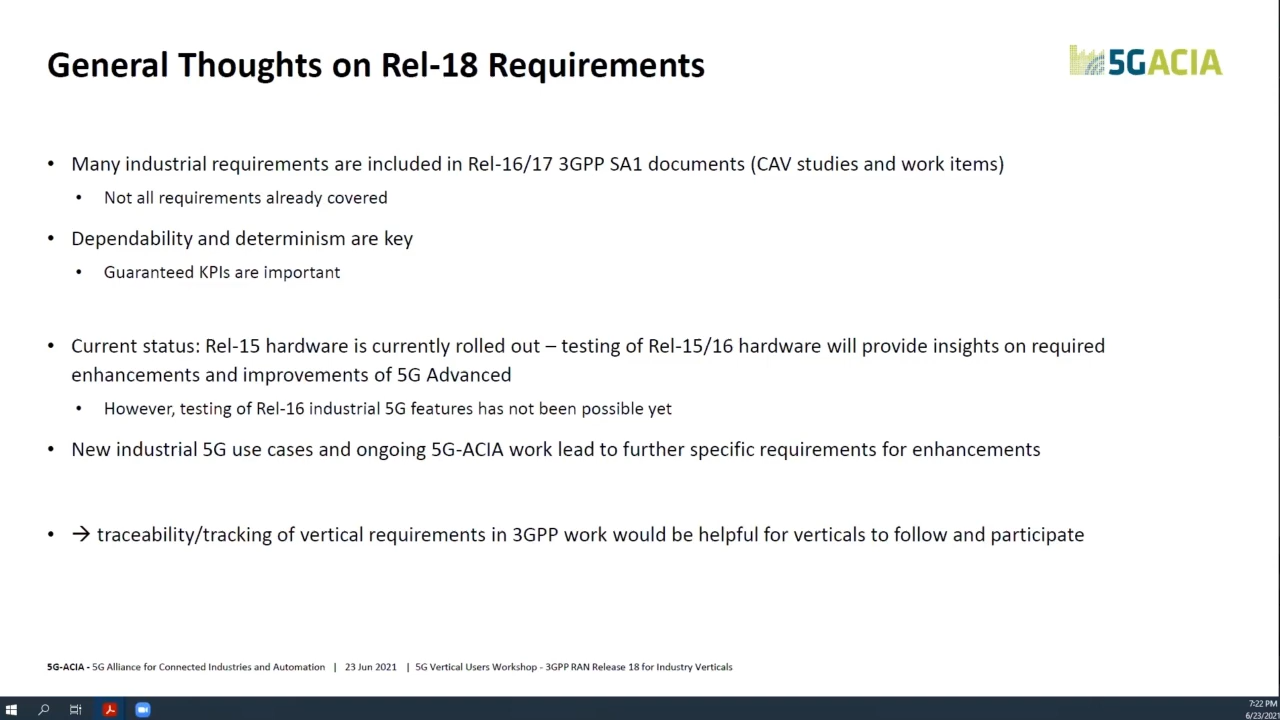 General Thoughts on Rel-18 Requirements
5GACIA
• Many industrial requirements are included in Rel-16/17 3GPP SA1 documents (CAV studies and work items)
• Not all requirements already covered
• Dependability and determinism are key
• Guaranteed KPIs are important
• Current status: Rel-15 hardware is currently rolled out – testing of Rel-15/16 hardware will provide insights on required
enhancements and improvements of 5G Advanced
• However, testing of Rel-16 industrial 5G features has not been possible yet
• New industrial 5G use cases and ongoing 5G-ACIA work lead to further specific requirements for enhancements
• → traceability/tracking of vertical requirements in 3GPP work would be helpful for verticals to follow and participate
5G-ACIA - 5G Alliance for Connected Industries and Automation | 23 Jun 2021 | 5G Vertical Users Workshop - 3GPP RAN Release 18 for Industry Verticals
7:22 PM